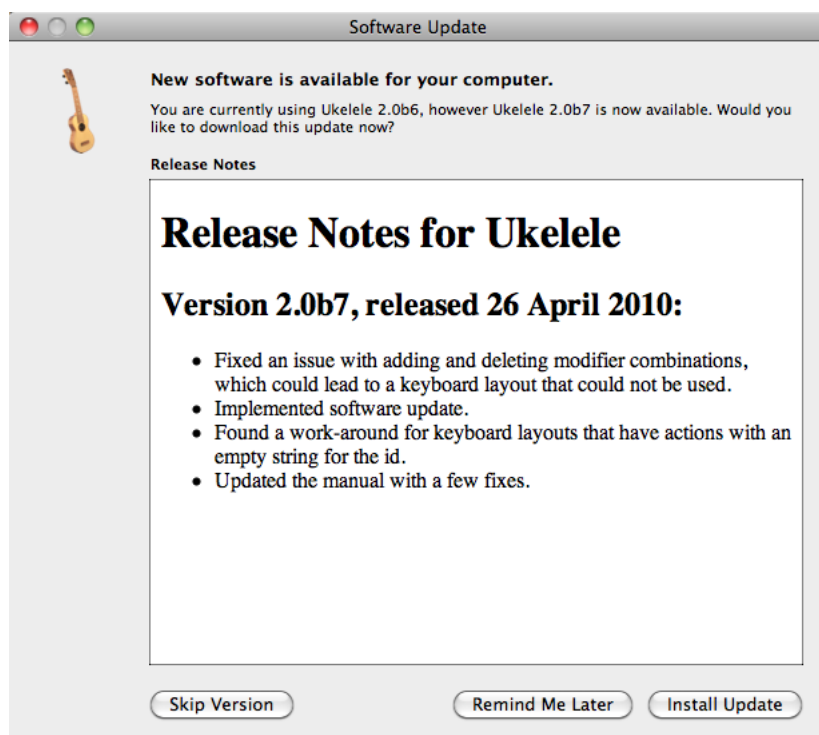 Software Update
New software is available for your computer.
You are currently using Ukelele 2.0b6, however Ukelele 2.0b7 is now available. Would you
like to download this update now?
Release Notes
Release Notes for Ukelele
Version 2.0b7, released 26 April 2010:
• Fixed an issue with adding and deleting modifier combinations,
which could lead to a keyboard layout that could not be used.
• Implemented software update.
• Found a work-around for keyboard layouts that have actions with an
empty string for the id.
• Updated the manual with a few fixes.
Skip Version
Remind Me Later
Install Update